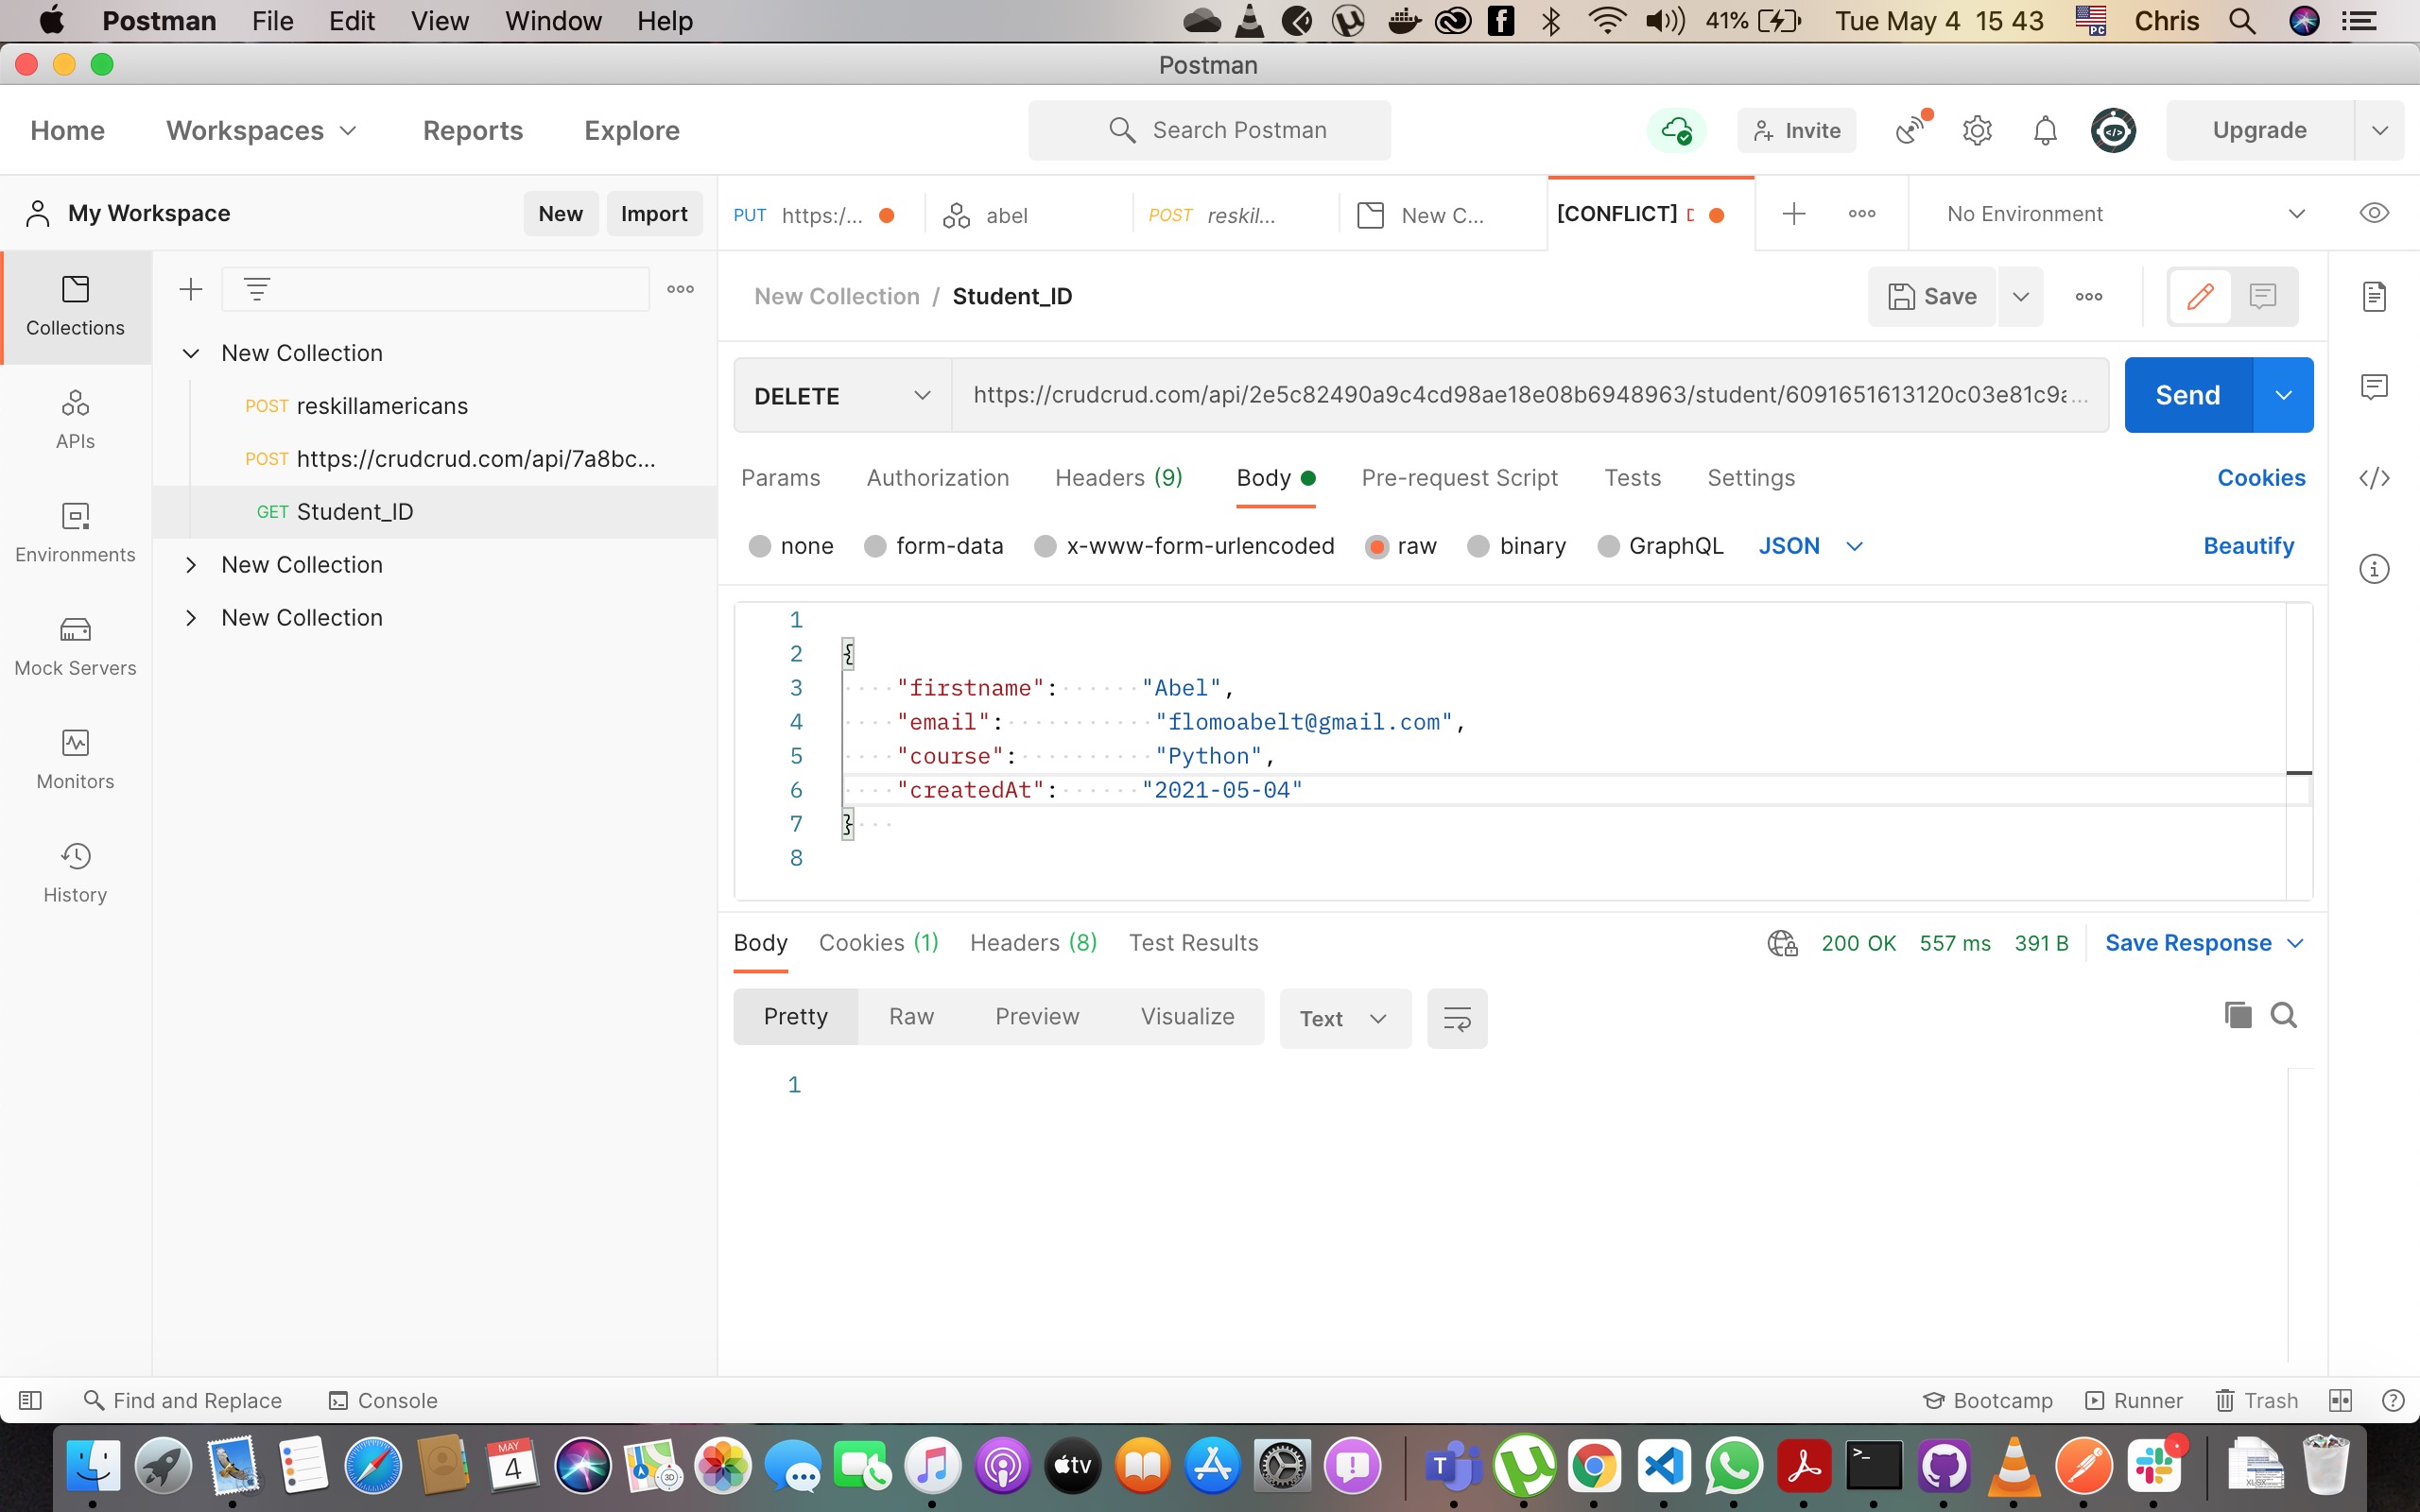 Postman File Edit View Window Help 41% Tue May 4 15 43 Chris
Postman
Home Workspaces Reports Explore Search Postman Invite Upgrade
My Workspace New Import PUT https:/... abel POST reskil... New C... [CONFLICT] No Environment
Collections
APIs
Environments
Mock Servers
Monitors
History
New Collection
POST reskillamericans
POST https://crudcrud.com/api/7a8bc...
GET Student_ID
New Collection
New Collection
New Collection / Student_ID Save
DELETE https://crudcrud.com/api/2e5c82490a9c4cd98ae18e08b6948963/student/6091651613120c03e81c9a... Send
Params Authorization Headers (9) Body Pre-request Script Tests Settings Cookies
none form-data x-www-form-urlencoded raw binary GraphQL JSON Beautify
1
2 {
3 "firstname": "Abel",
4 "email": "flomoabelt@gmail.com",
5 "course": "Python",
6 "createdAt": "2021-05-04"
7 }
8
Body Cookies (1) Headers (8) Test Results 200 OK 557 ms 391 B Save Response
Pretty Raw Preview Visualize Text
1
Find and Replace Console Bootcamp Runner Trash
MAY
4
3D
tv
T
XLSX